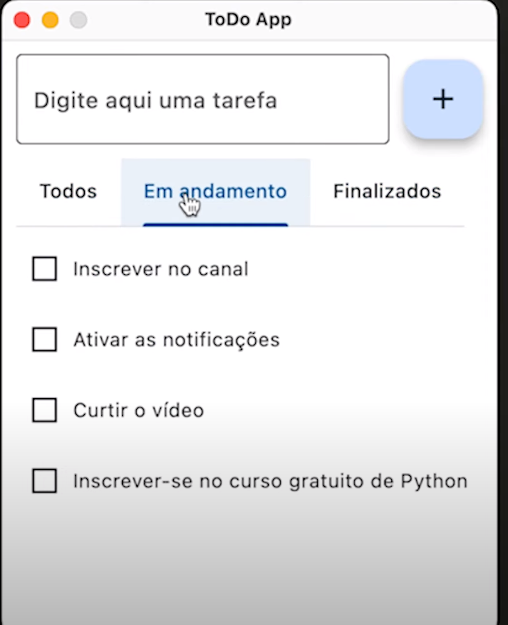 ToDo App
Digite aqui uma tarefa
+
Todos Em andamento Finalizados
Inscrever no canal
Ativar as notificações
Curtir o vídeo
Inscrever-se no curso gratuito de Python